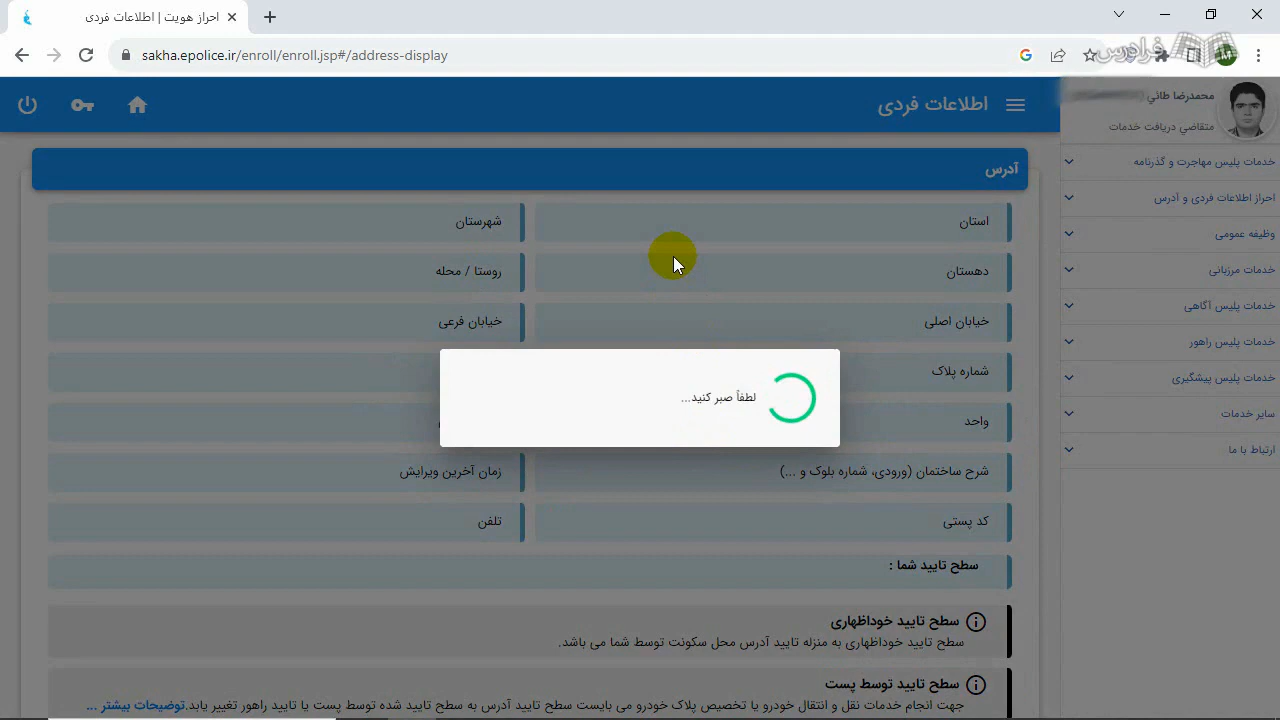 احراز هویت | اطلاعات فردی
sakha.epolice.ir/enroll/enroll.jsp#/address-display
فرادرس
محمدرضا طائي
متقاضي دريافت خدمات
اطلاعات فردی
خدمات پلیس مهاجرت و گذرنامه
احراز اطلاعات فردی و آدرس
وظیفه عمومی
خدمات مرزبانی
خدمات پلیس آگاهی
خدمات پلیس راهور
خدمات پلیس پیشگیری
سایر خدمات
ارتباط با ما
آدرس
استان
شهرستان
دهستان
روستا / محله
خیابان اصلی
خیابان فرعی
شماره پلاک
لطفاً صبر کنید...
واحد
شرح ساختمان (ورودی، شماره بلوک و ...)
زمان آخرین ویرایش
کد پستی
تلفن
سطح تایید شما :
سطح تایید خوداظهاری
سطح تایید خوداظهاری به منزله تایید آدرس محل سکونت توسط شما می باشد.
سطح تایید توسط پست
جهت انجام خدمات نقل و انتقال خودرو یا تخصیص پلاک خودرو می بایست سطح تایید آدرس به سطح تایید شده توسط پست یا تایید راهور تغییر یابد.توضیحات بیشتر ...